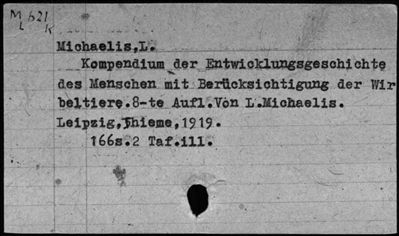 M 521
L K
Michaelis,L.
Kompendium der Entwicklungsgeschichte
des Menschen mit Berücksichtigung der Wir
beltiere.8-te Aufl.Von L.Michaelis.
Leipzig,Thieme,1919.
166s.2 Taf.ill.